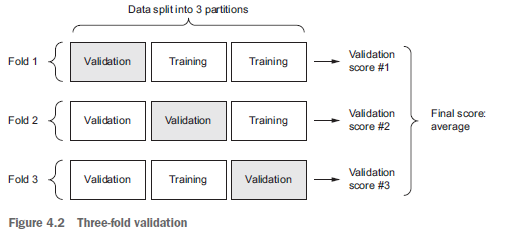 Data split into 3 partitions
Fold 1
Validation
Training
Training
Validation
score #1
Fold 2
Validation
Validation
Training
Validation
score #2
Final score:
average
Fold 3
Validation
Training
Validation
Validation
score #3
Figure 4.2 Three-fold validation